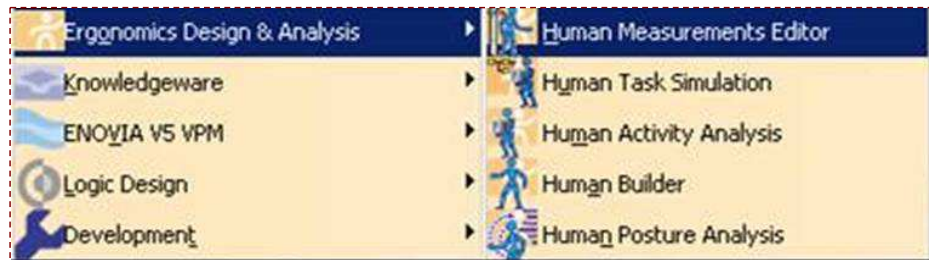 Ergonomics Design & Analysis
Knowledgeware
ENOVIA V5 VPM
Logic Design
Development
Human Measurements Editor
Human Task Simulation
Human Activity Analysis
Human Builder
Human Posture Analysis